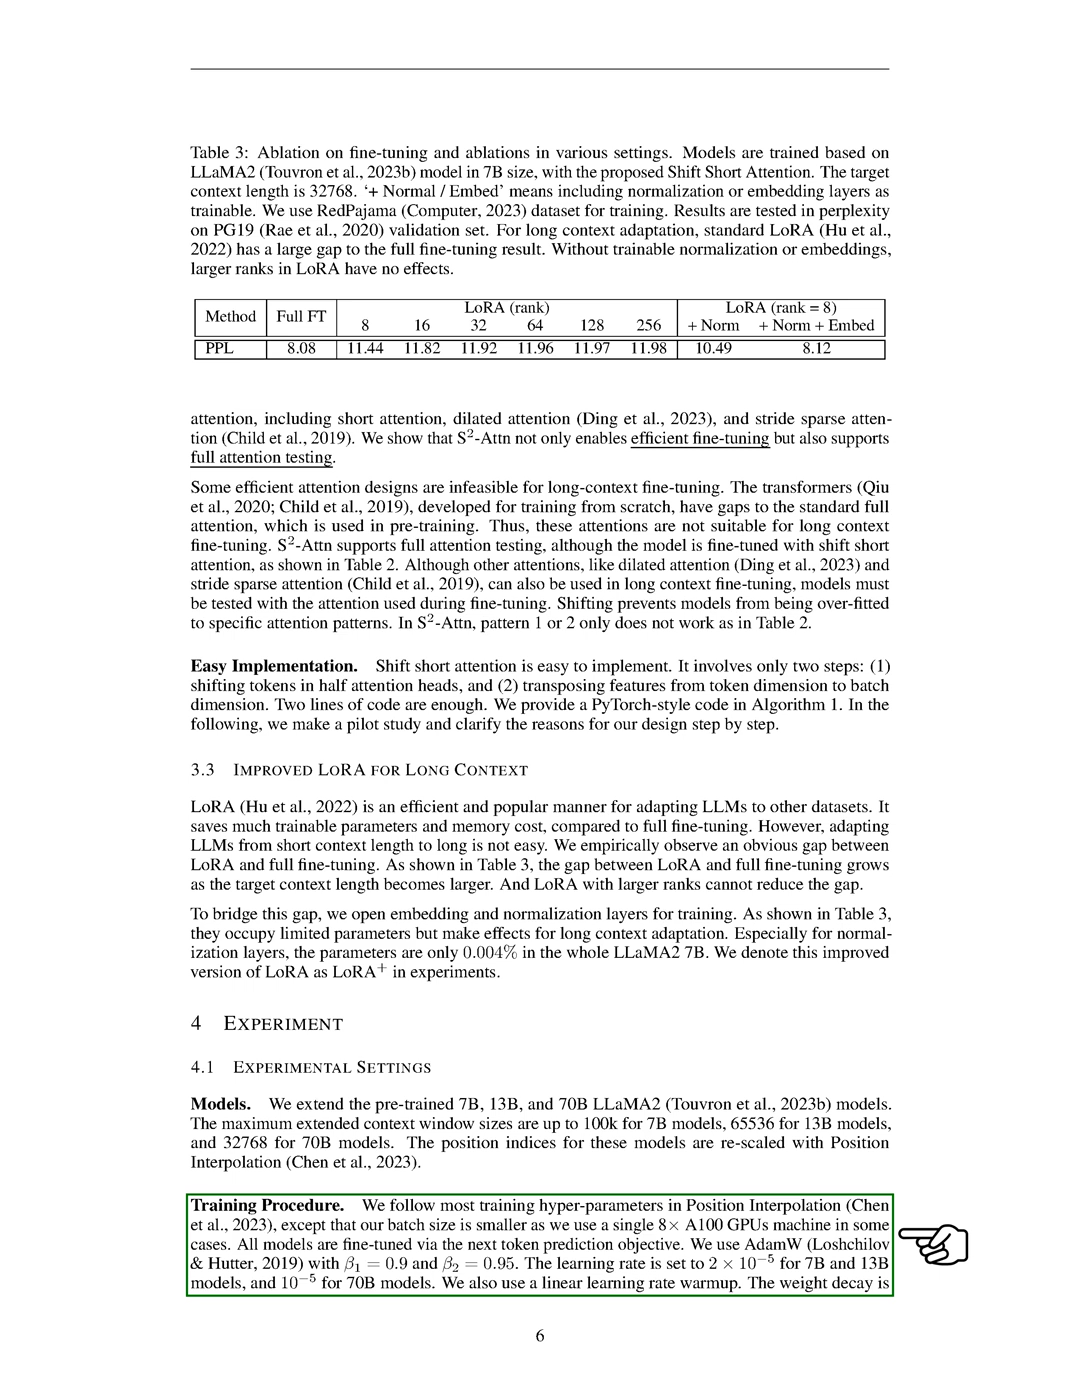 Table 3: Ablation on fine-tuning and ablations in various settings. Models are trained based on
LLaMA2 (Touvron et al., 2023b) model in 7B size, with the proposed Shift Short Attention. The target
context length is 32768. ‘+ Normal / Embed’ means including normalization or embedding layers as
trainable. We use RedPajama (Computer, 2023) dataset for training. Results are tested in perplexity
on PG19 (Rae et al., 2020) validation set. For long context adaptation, standard LoRA (Hu et al.,
2022) has a large gap to the full fine-tuning result. Without trainable normalization or embeddings,
larger ranks in LoRA have no effects.
Method Full FT LoRA (rank) LoRA (rank = 8)
8 16 32 64 128 256 + Norm + Norm + Embed
PPL 8.08 11.44 11.82 11.92 11.96 11.97 11.98 10.49 8.12
attention, including short attention, dilated attention (Ding et al., 2023), and stride sparse atten-
tion (Child et al., 2019). We show that S²-Attn not only enables efficient fine-tuning but also supports
full attention testing.
Some efficient attention designs are infeasible for long-context fine-tuning. The transformers (Qiu
et al., 2020; Child et al., 2019), developed for training from scratch, have gaps to the standard full
attention, which is used in pre-training. Thus, these attentions are not suitable for long context
fine-tuning. S²-Attn supports full attention testing, although the model is fine-tuned with shift short
attention, as shown in Table 2. Although other attentions, like dilated attention (Ding et al., 2023) and
stride sparse attention (Child et al., 2019), can also be used in long context fine-tuning, models must
be tested with the attention used during fine-tuning. Shifting prevents models from being over-fitted
to specific attention patterns. In S²-Attn, pattern 1 or 2 only does not work as in Table 2.
Easy Implementation. Shift short attention is easy to implement. It involves only two steps: (1)
shifting tokens in half attention heads, and (2) transposing features from token dimension to batch
dimension. Two lines of code are enough. We provide a PyTorch-style code in Algorithm 1. In the
following, we make a pilot study and clarify the reasons for our design step by step.
3.3 IMPROVED LORA FOR LONG CONTEXT
LoRA (Hu et al., 2022) is an efficient and popular manner for adapting LLMs to other datasets. It
saves much trainable parameters and memory cost, compared to full fine-tuning. However, adapting
LLMs from short context length to long is not easy. We empirically observe an obvious gap between
LoRA and full fine-tuning. As shown in Table 3, the gap between LoRA and full fine-tuning grows
as the target context length becomes larger. And LoRA with larger ranks cannot reduce the gap.
To bridge this gap, we open embedding and normalization layers for training. As shown in Table 3,
they occupy limited parameters but make effects for long context adaptation. Especially for normal-
ization layers, the parameters are only 0.004% in the whole LLaMA2 7B. We denote this improved
version of LoRA as LoRA⁺ in experiments.
4 EXPERIMENT
4.1 EXPERIMENTAL SETTINGS
Models. We extend the pre-trained 7B, 13B, and 70B LLaMA2 (Touvron et al., 2023b) models.
The maximum extended context window sizes are up to 100k for 7B models, 65536 for 13B models,
and 32768 for 70B models. The position indices for these models are re-scaled with Position
Interpolation (Chen et al., 2023).
Training Procedure. We follow most training hyper-parameters in Position Interpolation (Chen
et al., 2023), except that our batch size is smaller as we use a single 8× A100 GPUs machine in some
cases. All models are fine-tuned via the next token prediction objective. We use AdamW (Loshchilov
& Hutter, 2019) with β₁ = 0.9 and β₂ = 0.95. The learning rate is set to 2 × 10⁻⁵ for 7B and 13B
models, and 10⁻⁵ for 70B models. We also use a linear learning rate warmup. The weight decay is
6